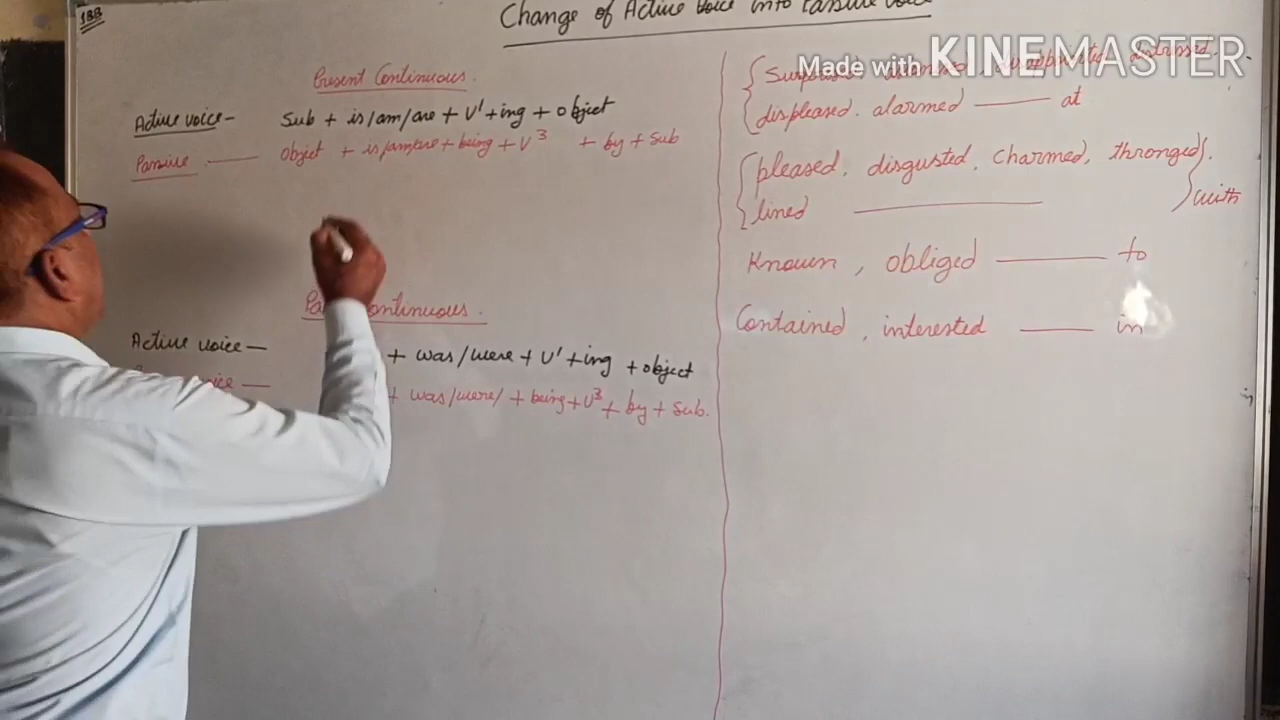 188
Change of Active Voice into Passive Voice
Present Continuous.
Active voice - Sub + is/am/are + V¹ + ing + Object
Passive - Object + is/am/are + being + V³ + by + Sub
Continuous.
Active voice - + was/were + V¹ + ing + object
+ was/were/ + being + V³ + by + Sub.
Made with KINEMASTER
displeased. alarmed — at
pleased. disgusted. Charmed, thronged.
lined — with
Known, obliged — to
Contained, interested — in